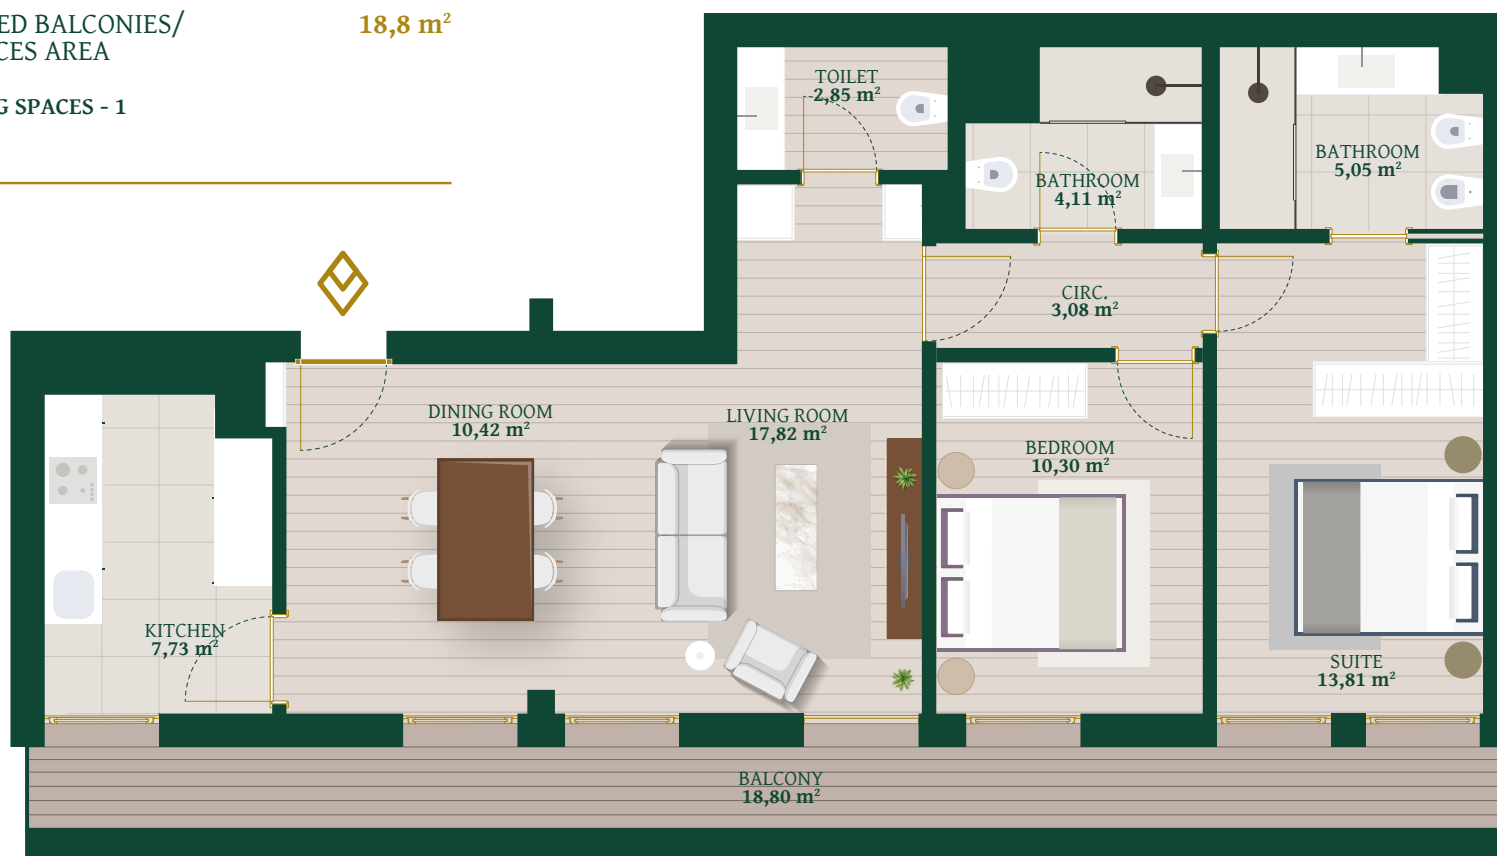 ED BALCONIES/ 18,8 m²
CES AREA
G SPACES - 1
TOILET
2,85 m²
BATHROOM
4,11 m²
BATHROOM
5,05 m²
CIRC.
3,08 m²
DINING ROOM
10,42 m²
LIVING ROOM
17,82 m²
BEDROOM
10,30 m²
KITCHEN
7,73 m²
SUITE
13,81 m²
BALCONY
18,80 m²